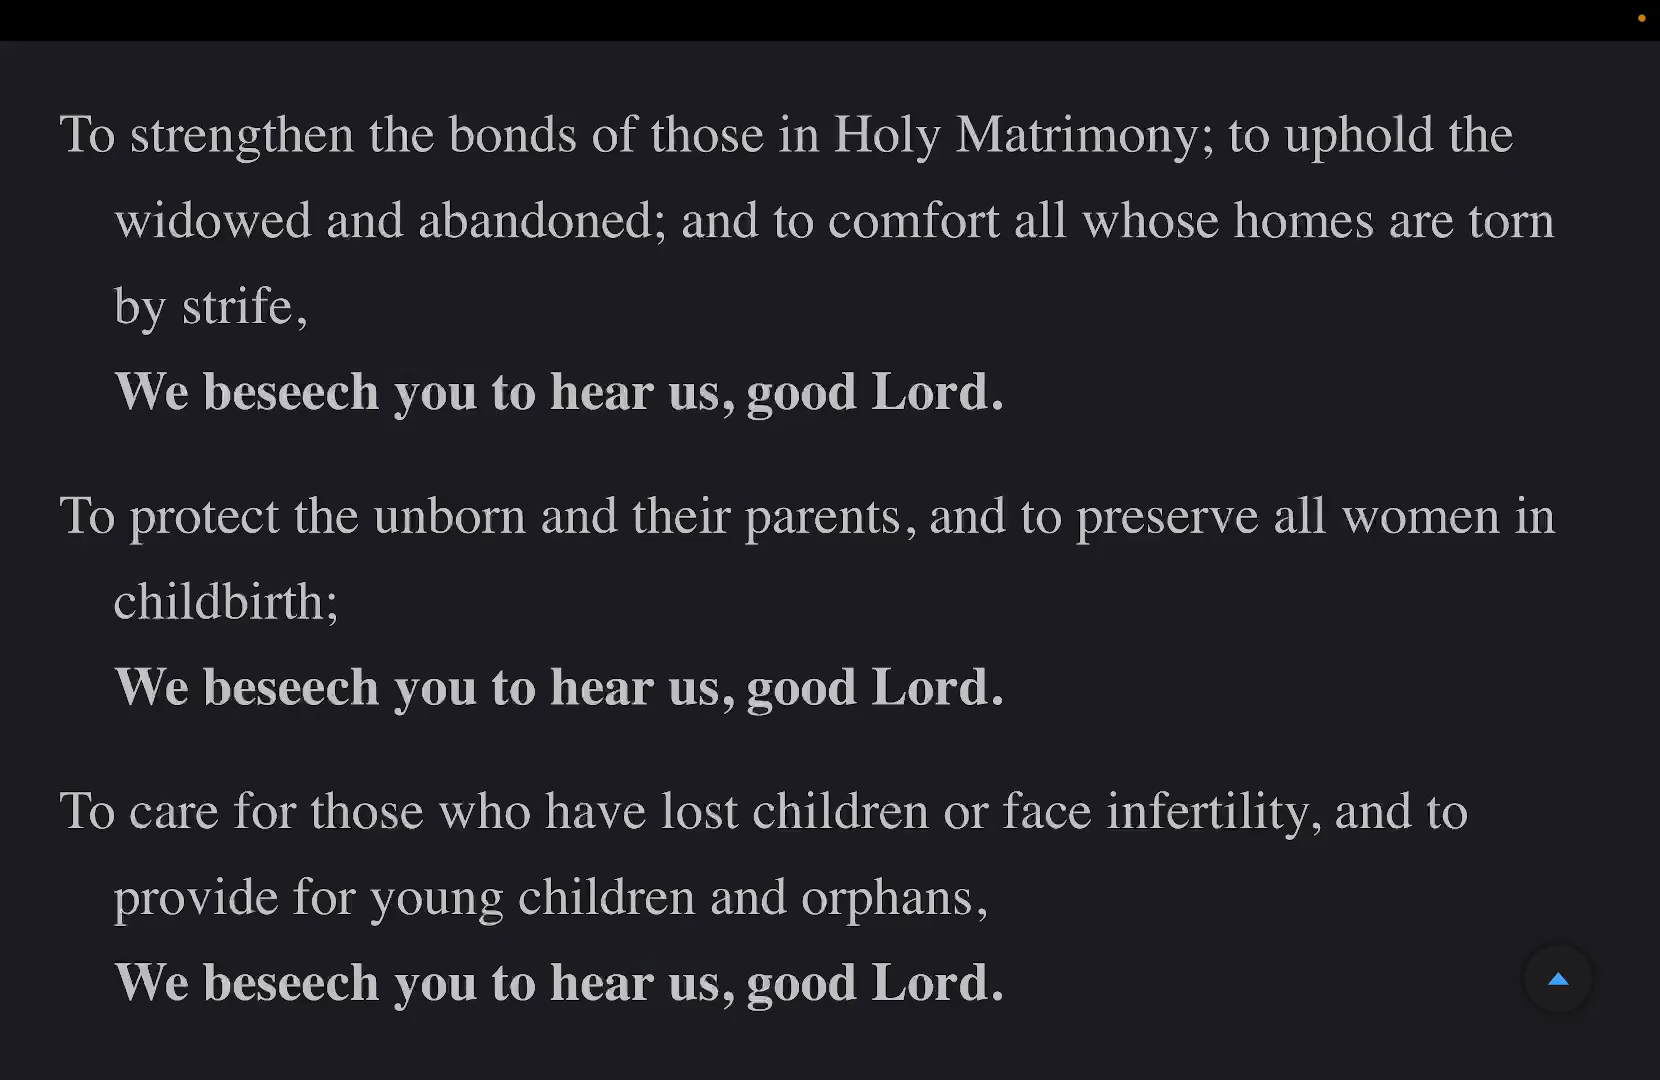 To strengthen the bonds of those in Holy Matrimony; to uphold the
widowed and abandoned; and to comfort all whose homes are torn
by strife,
We beseech you to hear us, good Lord.
To protect the unborn and their parents, and to preserve all women in
childbirth;
We beseech you to hear us, good Lord.
To care for those who have lost children or face infertility, and to
provide for young children and orphans,
We beseech you to hear us, good Lord.